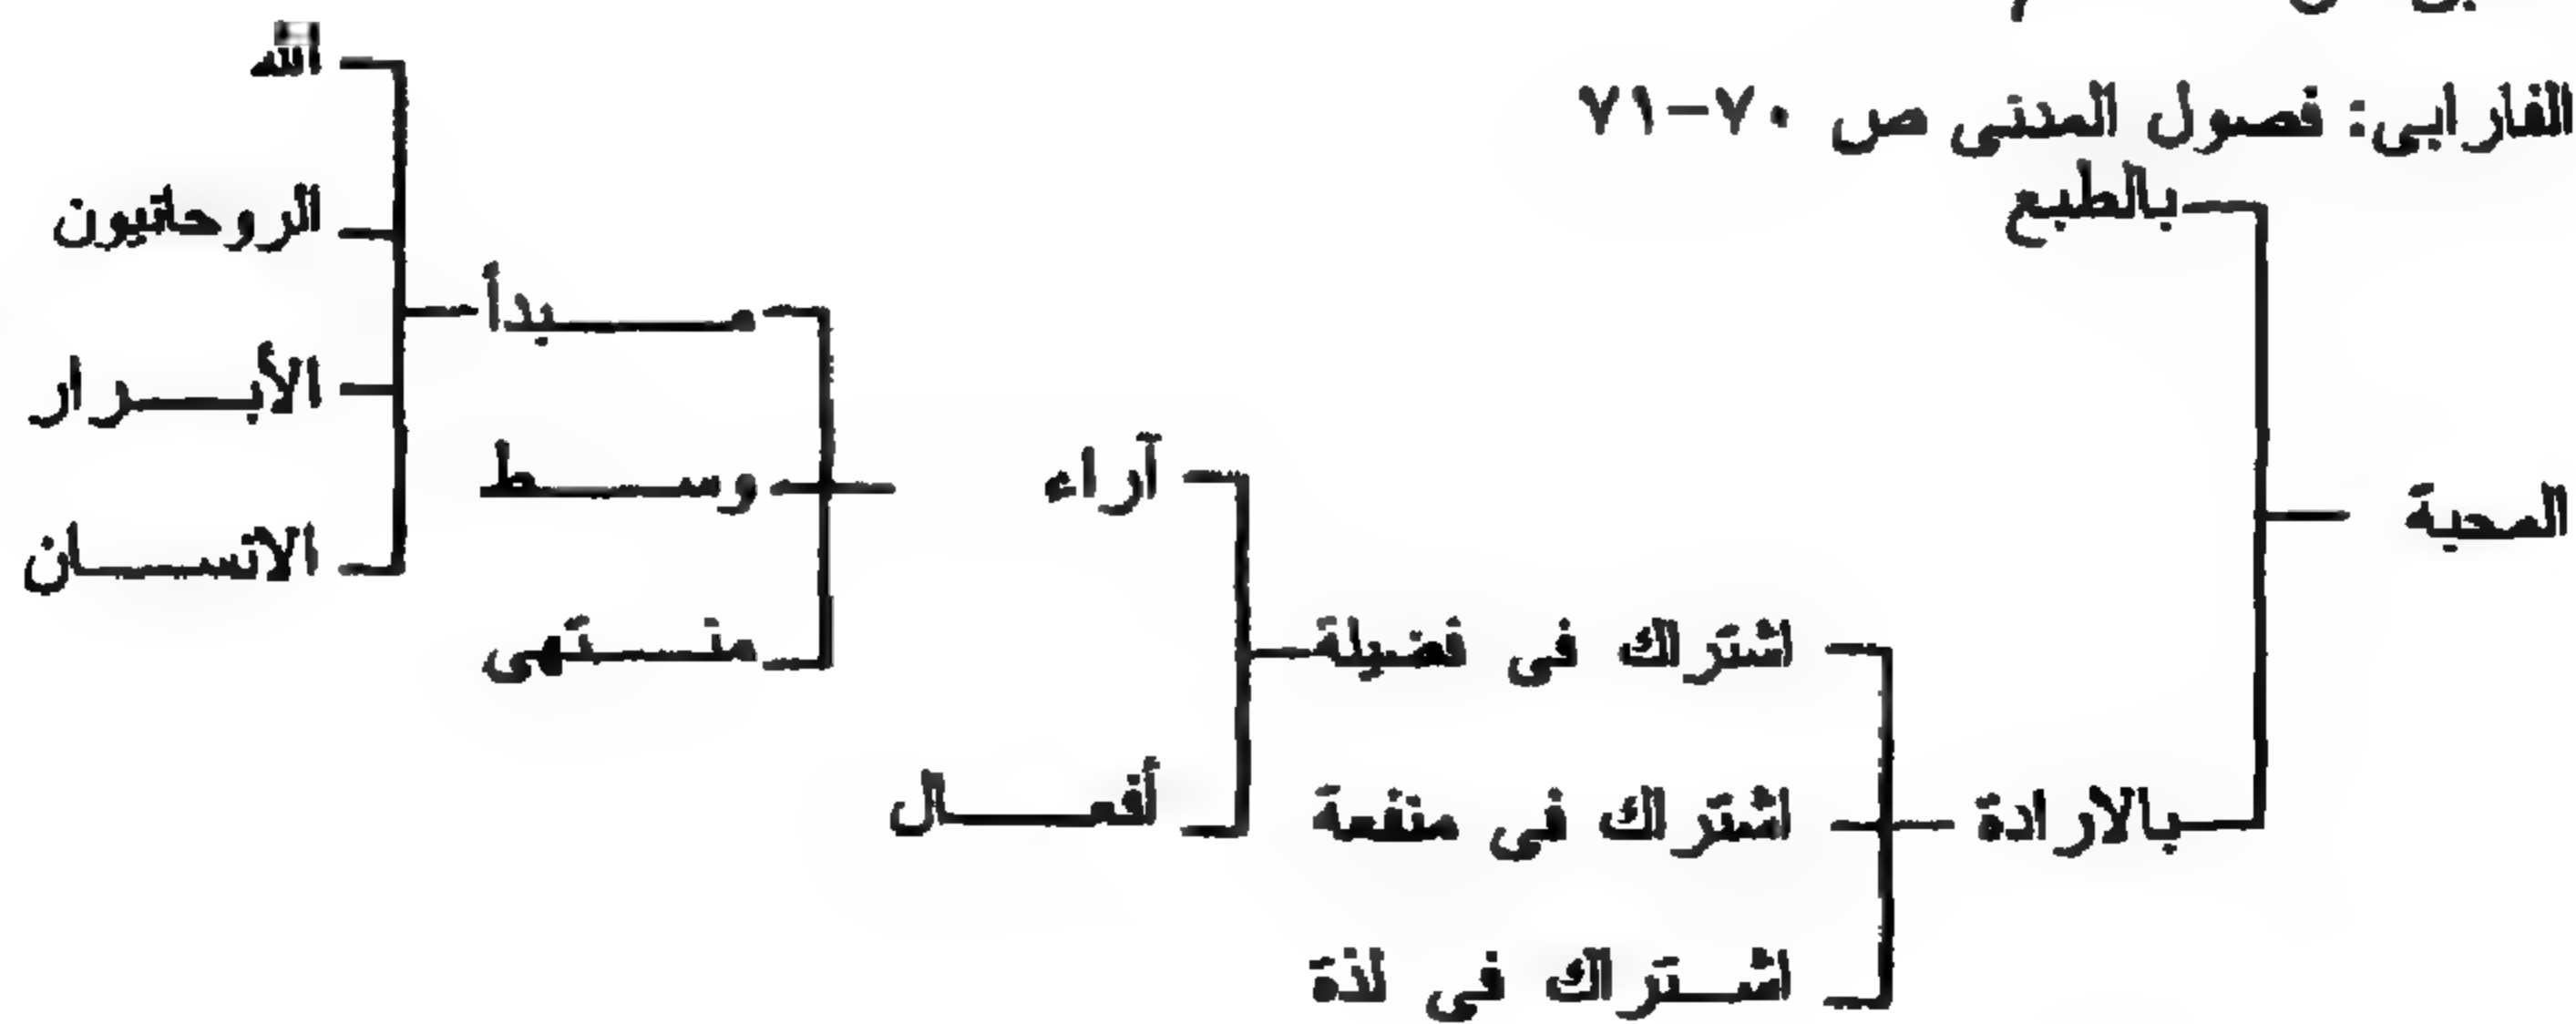 الفارابى: فصول المدنى ص ٧٠-٧١
المحبة
بالطبع
بالارادة
اشتراك فى فضيلة
اشتراك فى منفعة
اشتراك فى لذة
آراء
أفعال
مبدأ
وسط
منتهى
الله
الروحانيون
الأبرار
الانسان